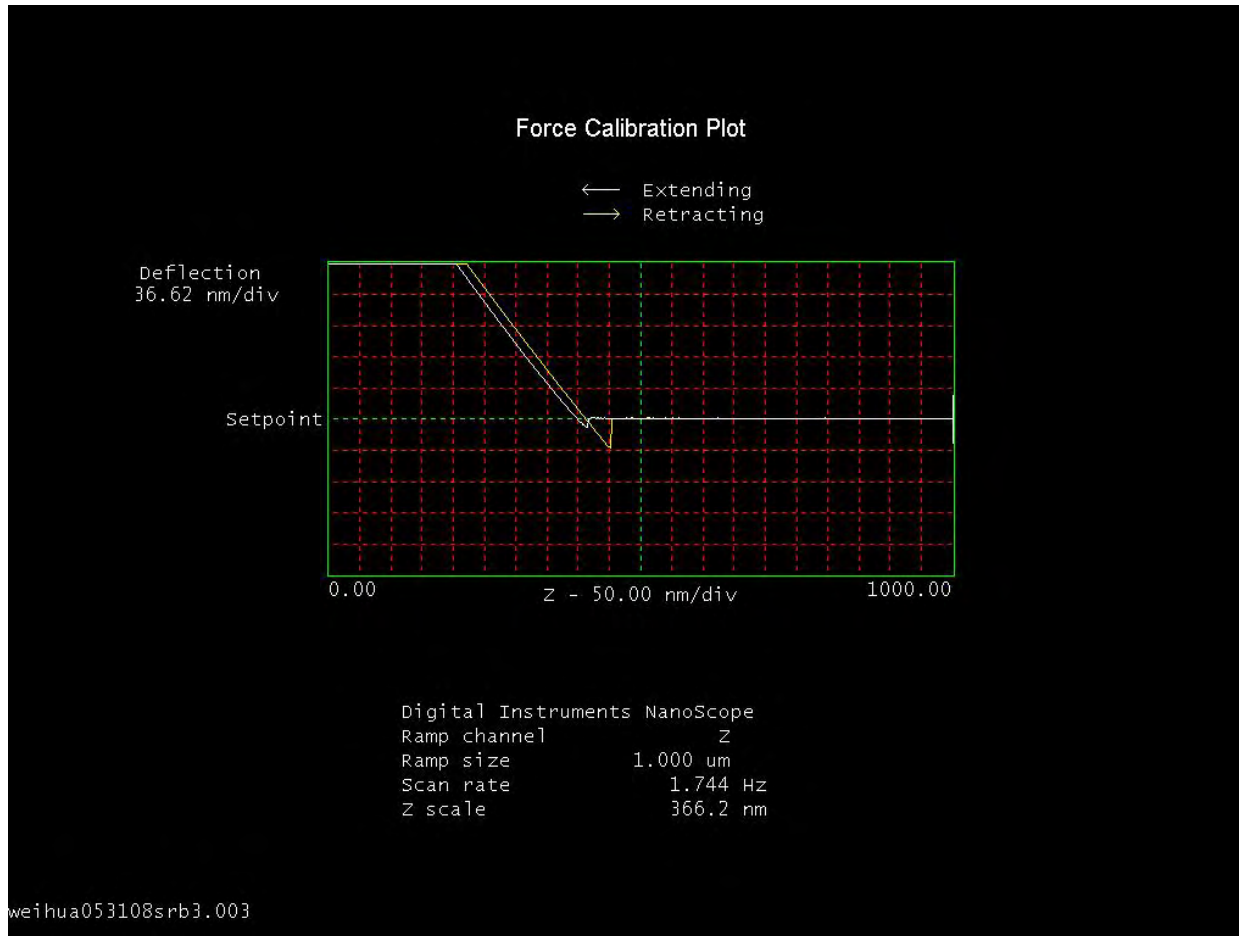 Force Calibration Plot
Extending
Retracting
Deflection
36.62 nm/div
Setpoint
0.00
Z - 50.00 nm/div
1000.00
Digital Instruments NanoScope
Ramp channel Z
Ramp size 1.000 um
Scan rate 1.744 Hz
Z scale 366.2 nm
weihua053108srb3.003